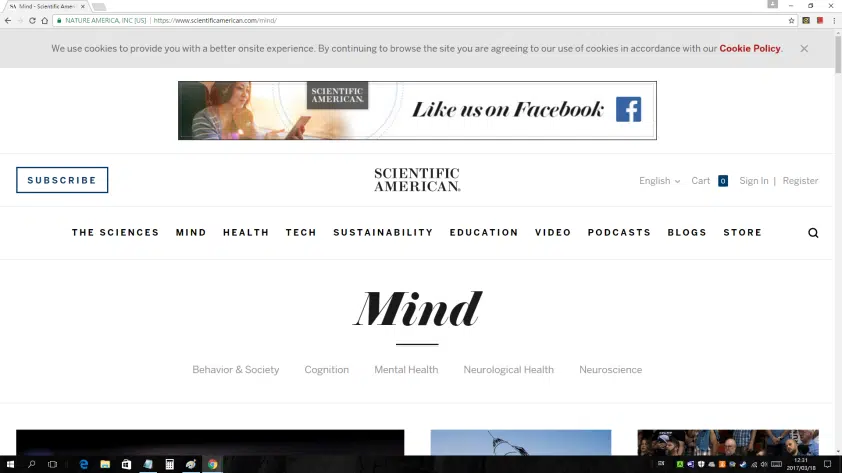 Mind - Scientific Amer
NATURE AMERICA, INC [US] | https://www.scientificamerican.com/mind/
We use cookies to provide you with a better onsite experience. By continuing to browse the site you are agreeing to our use of cookies in accordance with our Cookie Policy.
SCIENTIFIC
AMERICAN.
Like us on Facebook
SUBSCRIBE
SCIENTIFIC
AMERICAN.
English
Cart 0
Sign In | Register
THE SCIENCES MIND HEALTH TECH SUSTAINABILITY EDUCATION VIDEO PODCASTS BLOGS STORE
Mind
Behavior & Society Cognition Mental Health Neurological Health Neuroscience
EN
12:31
2017/03/18